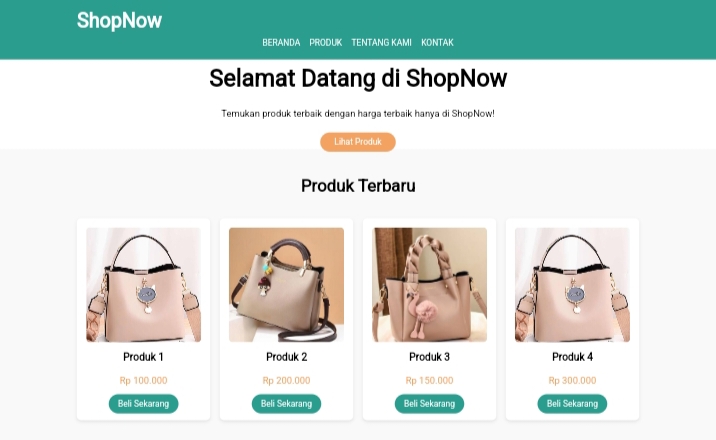 ShopNow
BERANDA PRODUK TENTANG KAMI KONTAK
Selamat Datang di ShopNow
Temukan produk terbaik dengan harga terbaik hanya di ShopNow!
Lihat Produk
Produk Terbaru
Produk 1
Rp 100.000
Beli Sekarang
Produk 2
Rp 200.000
Beli Sekarang
Produk 3
Rp 150.000
Beli Sekarang
Produk 4
Rp 300.000
Beli Sekarang